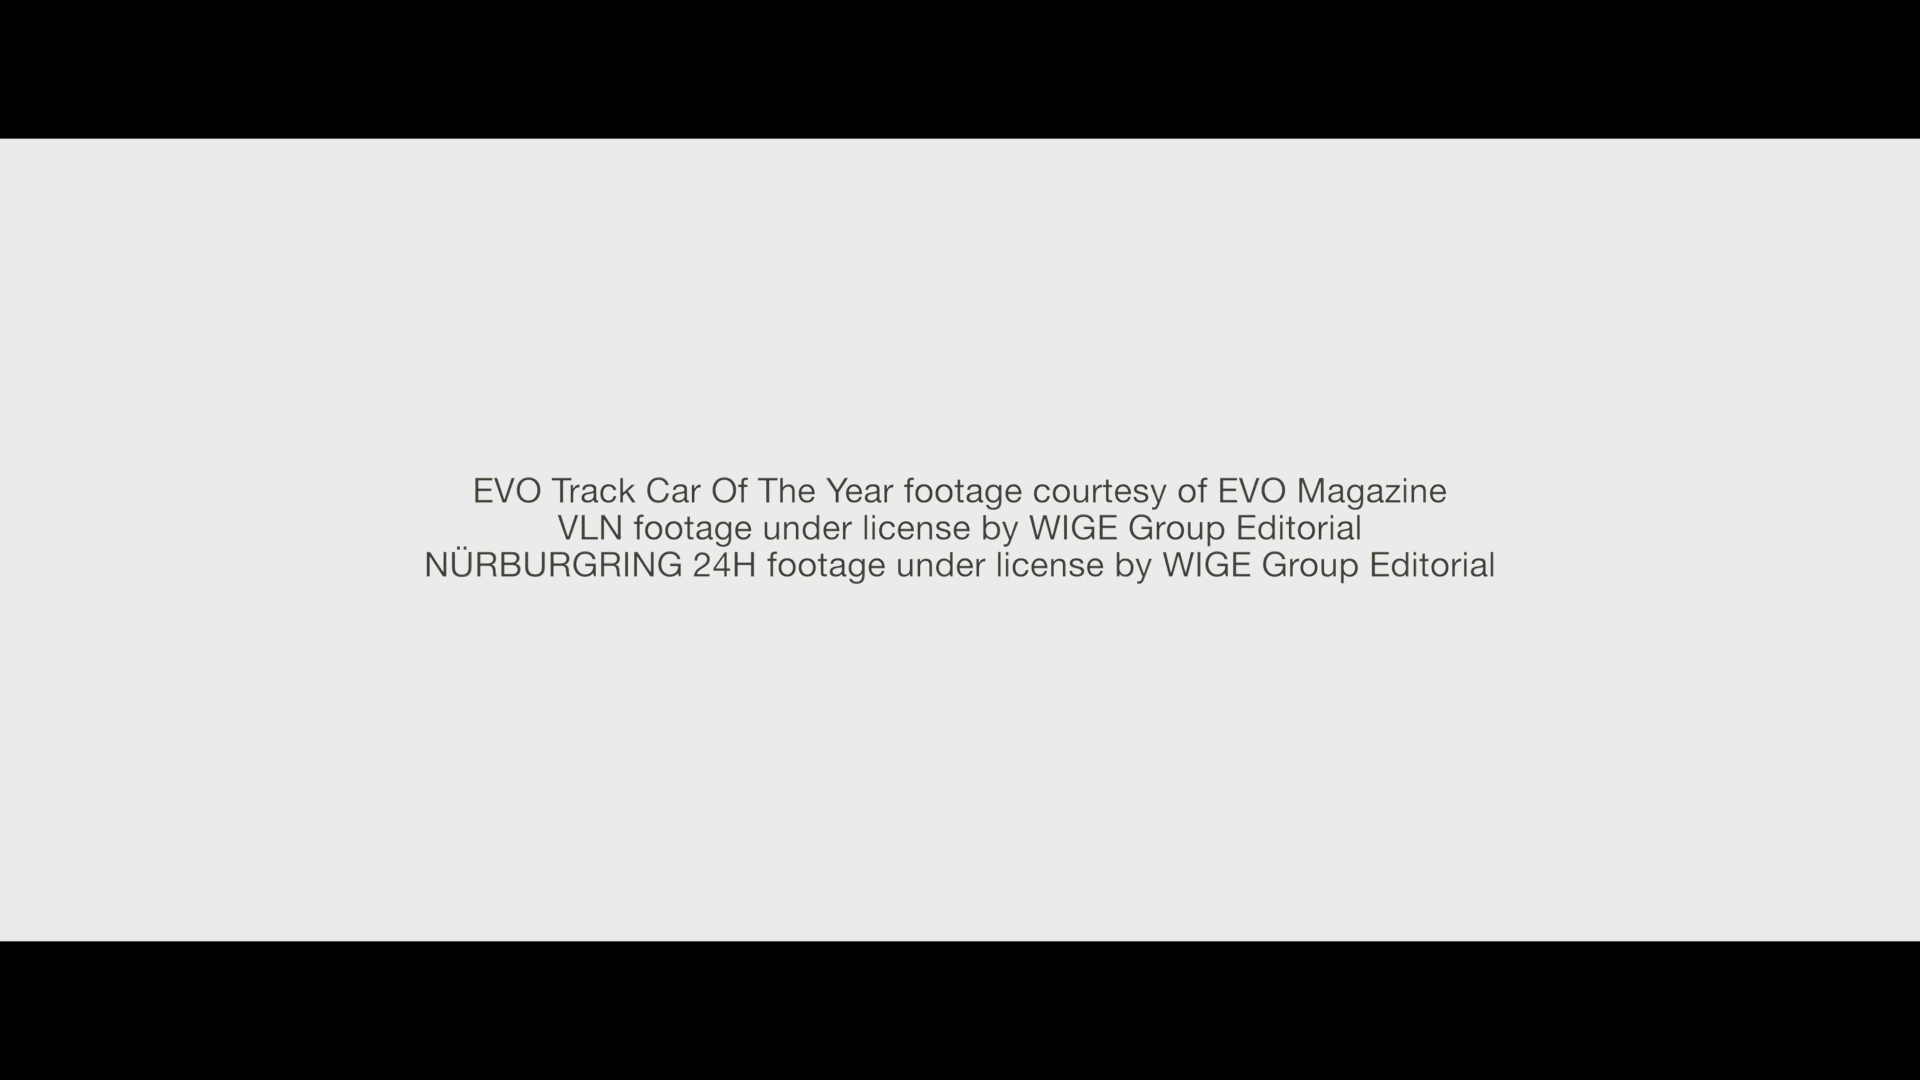 EVO Track Car Of The Year footage courtesy of EVO Magazine
VLN footage under license by WIGE Group Editorial
NÜRBURGRING 24H footage under license by WIGE Group Editorial